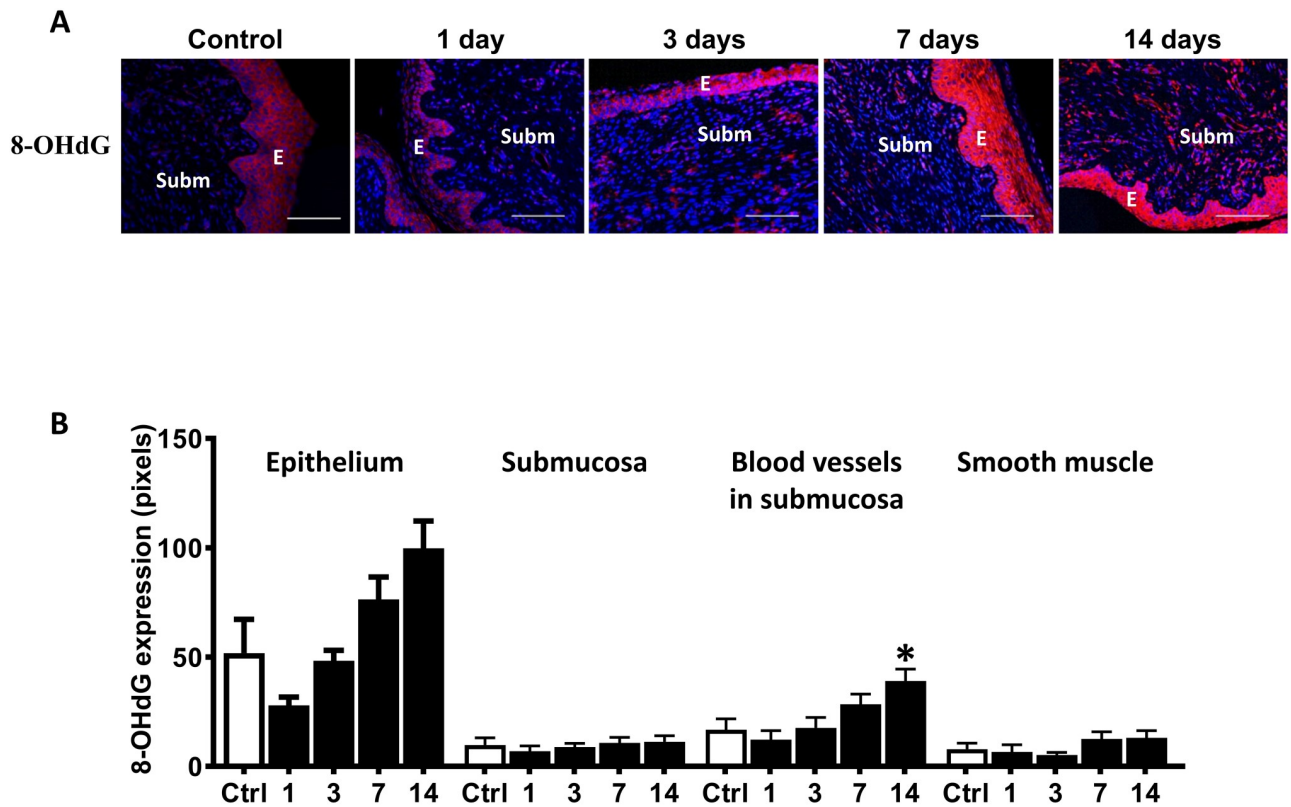 A
Control 1 day 3 days 7 days 14 days
8-OHdG
Subm E E Subm E Subm Subm E Subm E
B
8-OHdG expression (pixels)
150
100
50
0
Epithelium Submucosa Blood vessels in submucosa Smooth muscle
*
Ctrl 1 3 7 14 Ctrl 1 3 7 14 Ctrl 1 3 7 14 Ctrl 1 3 7 14